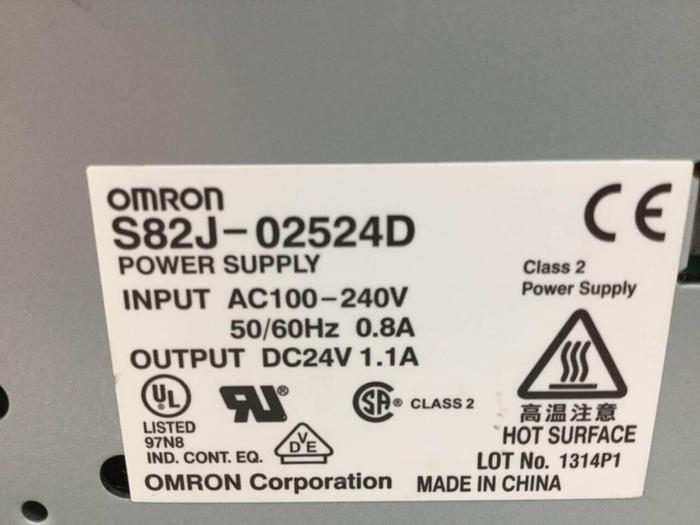 OMRON
S82J-02524D
POWER SUPPLY
INPUT AC100-240V
50/60Hz 0.8A
OUTPUT DC24V 1.1A
CE
Class 2
Power Supply
UL
LISTED
97N8
IND. CONT. EQ.
RU®
VDE
SA® CLASS 2
高温注意
HOT SURFACE
LOT No. 1314P1
OMRON Corporation MADE IN CHINA